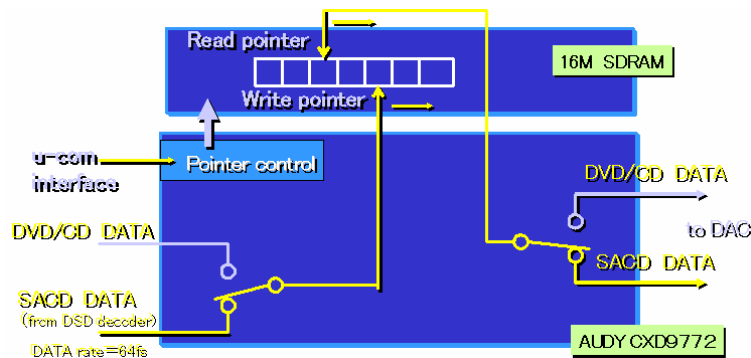 Read pointer
16M SDRAM
Write pointer
u-com
interface
Pointer control
DVD/CD DATA
DVD/CD DATA
to DAC
SACD DATA
SACD DATA
(from DSD decoder)
DATA rate=64fs
AUDY CXD9772